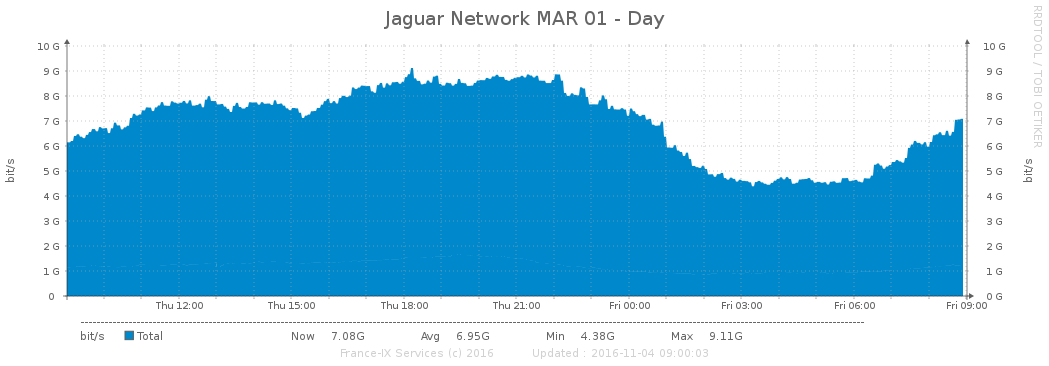 Jaguar Network MAR 01 - Day
RRDTOOL / TOBI OETIKER
bit/s
10 G
9 G
8 G
7 G
6 G
5 G
4 G
3 G
2 G
1 G
0
10 G
9 G
8 G
7 G
6 G
5 G
4 G
3 G
2 G
1 G
0 G
bit/s
Thu 12:00 Thu 15:00 Thu 18:00 Thu 21:00 Fri 00:00 Fri 03:00 Fri 06:00 Fri 09:00
bit/s Total Now 7.08G Avg 6.95G Min 4.38G Max 9.11G
France-IX Services (c) 2016 Updated : 2016-11-04 09:00:03